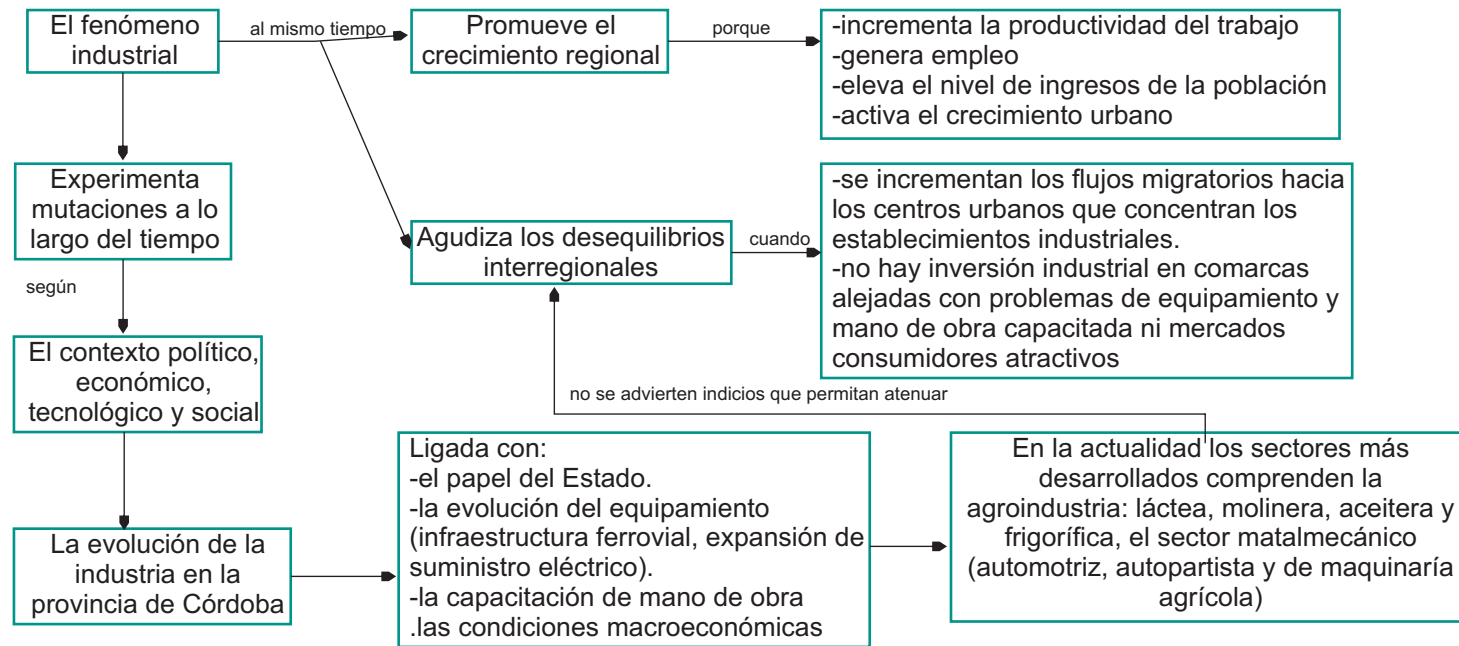 El fenómeno
industrial
al mismo tiempo
Promueve el
crecimiento regional
porque
-incrementa la productividad del trabajo
-genera empleo
-eleva el nivel de ingresos de la población
-activa el crecimiento urbano
Experimenta
mutaciones a lo
largo del tiempo
Agudiza los desequilibrios
interregionales
cuando
-se incrementan los flujos migratorios hacia
los centros urbanos que concentran los
establecimientos industriales.
-no hay inversión industrial en comarcas
alejadas con problemas de equipamiento y
mano de obra capacitada ni mercados
consumidores atractivos
según
El contexto político,
económico,
tecnológico y social
no se advierten indicios que permitan atenuar
La evolución de la
industria en la
provincia de Córdoba
Ligada con:
-el papel del Estado.
-la evolución del equipamiento
(infraestructura ferrovial, expansión de
suministro eléctrico).
-la capacitación de mano de obra
.las condiciones macroeconómicas
En la actualidad los sectores más
desarrollados comprenden la
agroindustria: láctea, molinera, aceitera y
frigorífica, el sector matalmecánico
(automotriz, autopartista y de maquinaría
agrícola)